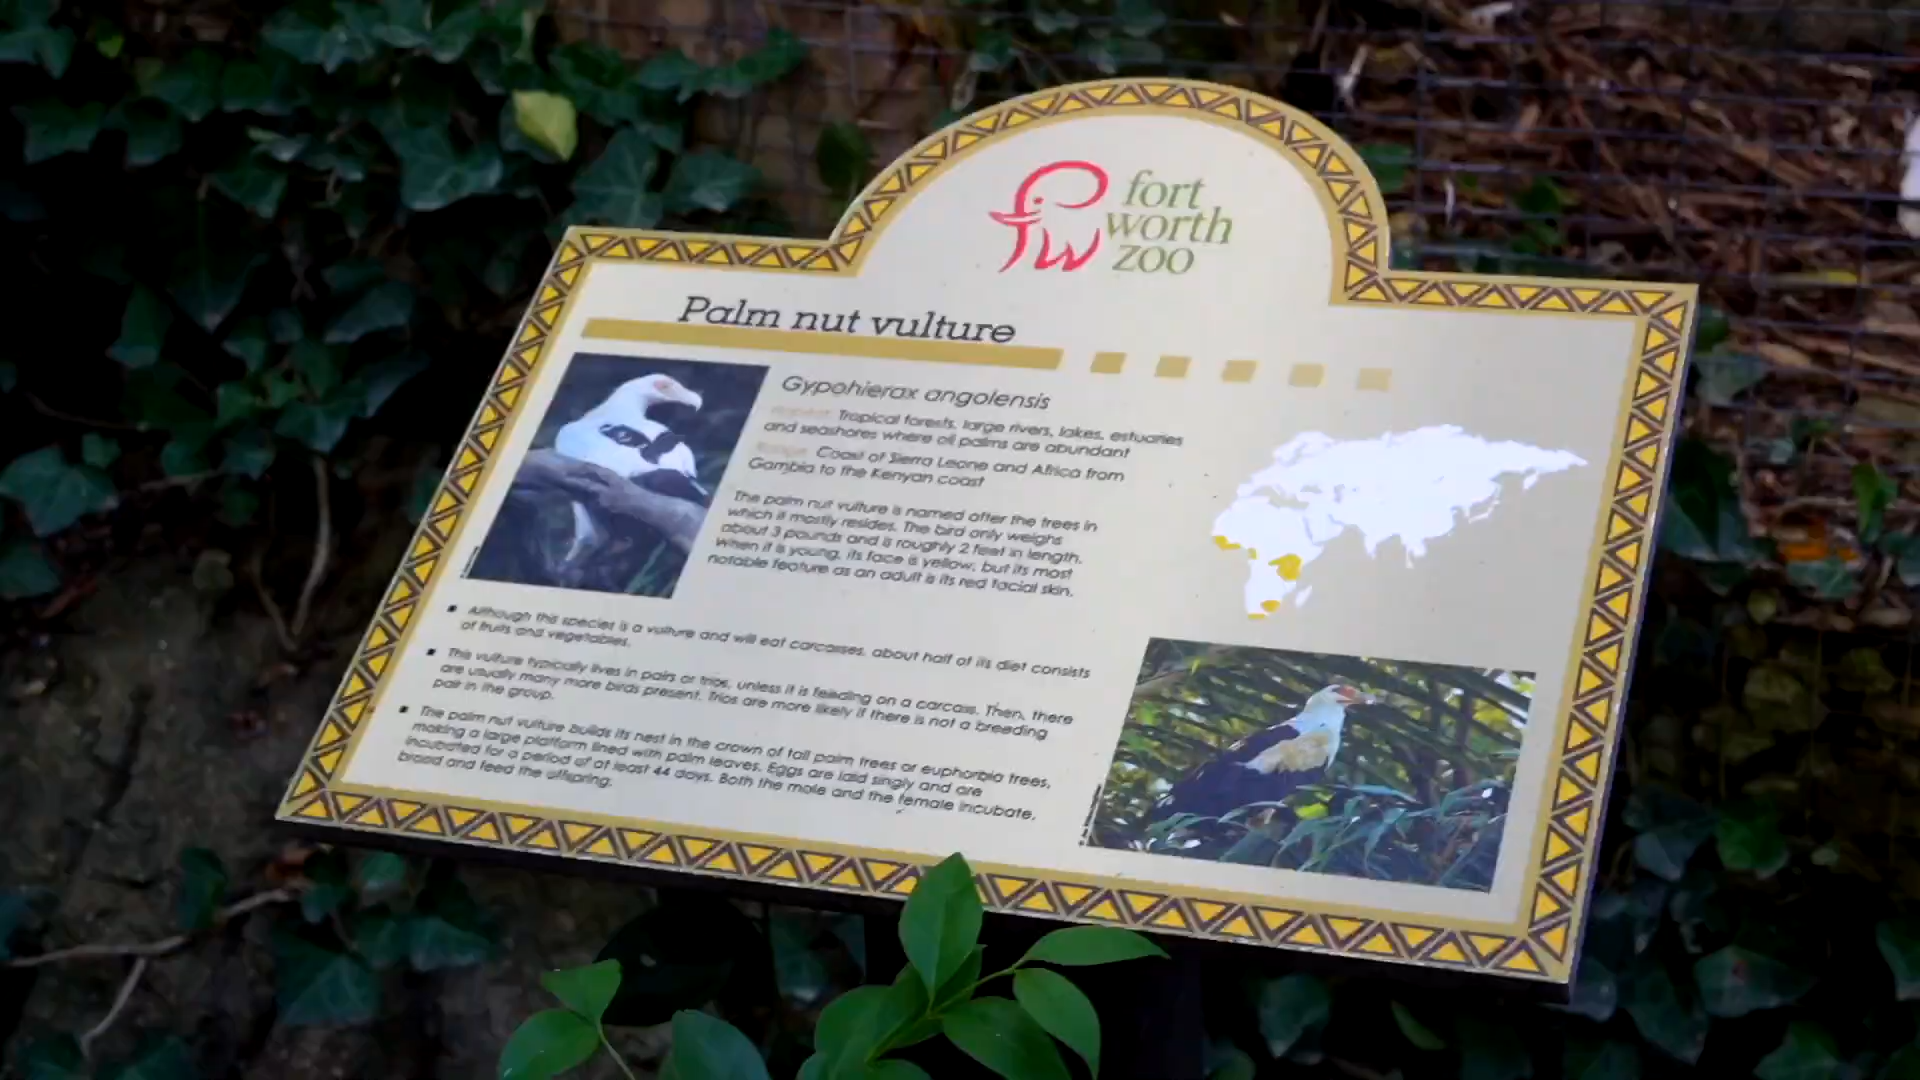 fort
worth
zoo
Palm nut vulture
Gypohierax angolensis
Habitat: Tropical forests, large rivers, lakes, estuaries
and seashores where oil palms are abundant
Range: Coast of Sierra Leone and Africa from
Gambia to the Kenyan coast
The palm nut vulture is named after the trees in
which it mostly resides. The bird only weighs
about 3 pounds and is roughly 2 feet in length.
When it is young, its face is yellow, but its most
notable feature as an adult is its red facial skin.
▪ Although this species is a vulture and will eat carcasses, about half of its diet consists
of fruits and vegetables.
▪ This vulture typically lives in pairs or trios, unless it is feeding on a carcass. Then, there
are usually many more birds present. Trios are more likely if there is not a breeding
pair in the group.
▪ The palm nut vulture builds its nest in the crown of tall palm trees or euphorbia trees,
making a large platform lined with palm leaves. Eggs are laid singly and are
incubated for a period of at least 44 days. Both the male and the female incubate,
brood and feed the offspring.